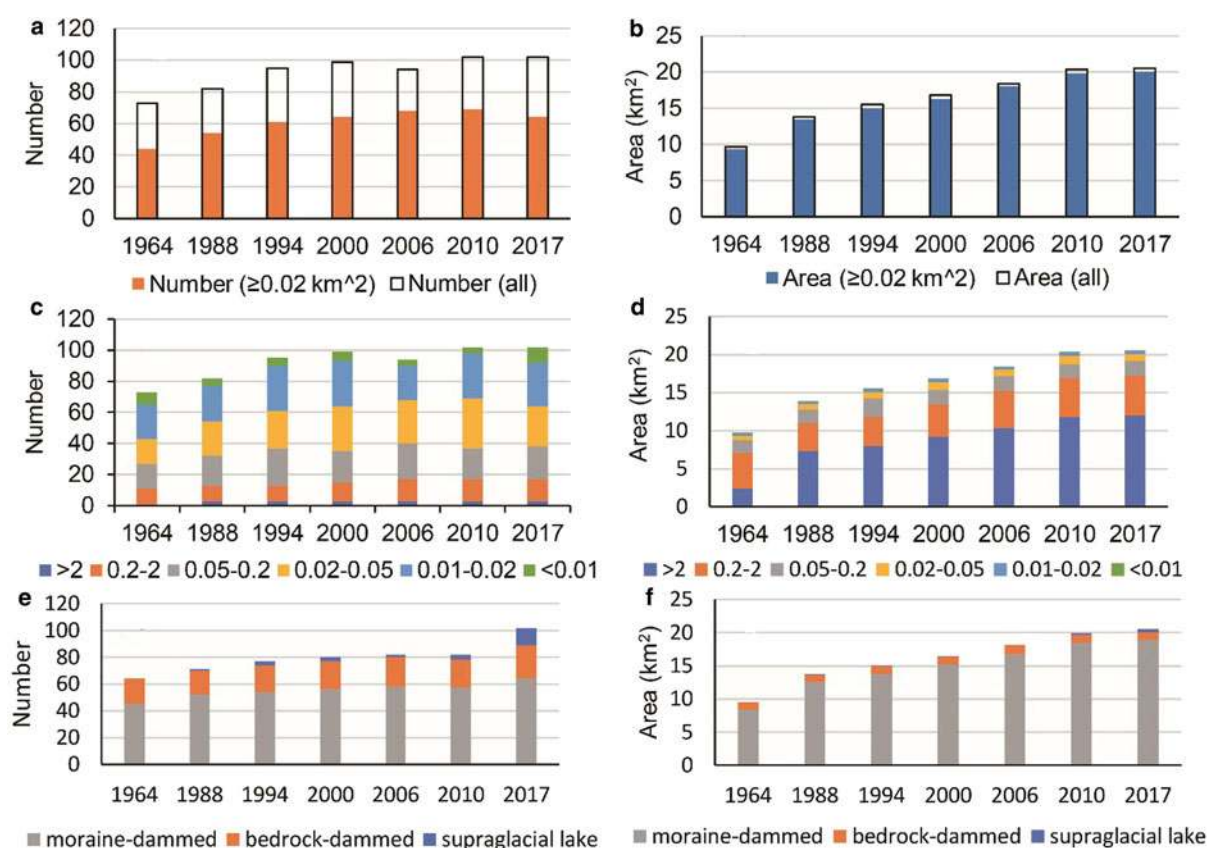 a
120
100
80
60
40
20
0
Number
1964 1988 1994 2000 2006 2010 2017
Number (≥0.02 km^2) Number (all)
b
25
20
15
10
5
0
Area (km²)
1964 1988 1994 2000 2006 2010 2017
Area (≥0.02 km^2) Area (all)
c
120
100
80
60
40
20
0
Number
1964 1988 1994 2000 2006 2010 2017
>2 0.2-2 0.05-0.2 0.02-0.05 0.01-0.02 <0.01
d
25
20
15
10
5
0
Area (km²)
1964 1988 1994 2000 2006 2010 2017
>2 0.2-2 0.05-0.2 0.02-0.05 0.01-0.02 <0.01
e
120
100
80
60
40
20
0
Number
1964 1988 1994 2000 2006 2010 2017
moraine-dammed bedrock-dammed supraglacial lake
f
25
20
15
10
5
0
Area (km²)
1964 1988 1994 2000 2006 2010 2017
moraine-dammed bedrock-dammed supraglacial lake